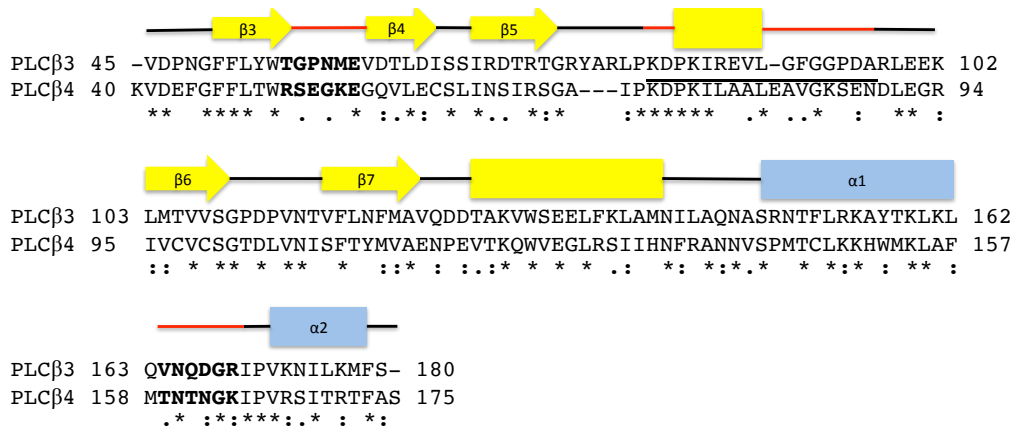 β3 β4 β5
PLCβ3 45 -VDPNGFFLYWTGPNMEVDTLDISSIRDTRTGRYARLPKDPKIREVL-GFGGPDARLEEK 102
PLCβ4 40 KVDEFGFFLTWRSEGKEGQVLECSLINSIRSGA---IPKDPKILAALEAVGKSENDLEGR 94
** **** * . . * :.*: * *.. *: :****** * ..* : ** :
β6 β7 α1
PLCβ3 103 LMTVVSGPDPVNTVFLNFMAVQDDTAKVWSEELFKLAMNILAQNASRNTFLRKAYTKLKL 162
PLCβ4 95 IVCVCSGTDLVNISFTYMVAENPEVTKQWVEGLRSIIHNFRANNVSPMTCLKKHWMKLAF 157
:: * ** * ** * ::* : :.:* * * * .: *: *::*.* * *: * ** :
α2
PLCβ3 163 QVNQDGRIPVKNILKMFS- 180
PLCβ4 158 MTNTNGKIPVRSITRTFAS 175
.* :*:***:.* : *: